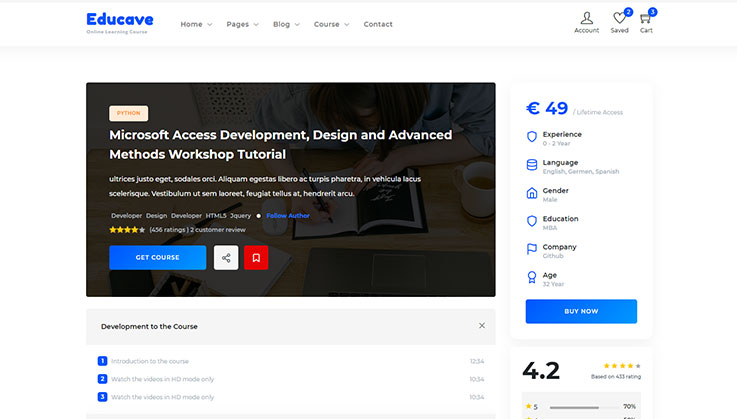 Educave
Online Learning Course
Home
Pages
Blog
Course
Contact
Account
2
Saved
3
Cart
PYTHON
Microsoft Access Development, Design and Advanced
Methods Workshop Tutorial
ultrices justo eget, sodales orci. Aliquam egestas libero ac turpis pharetra, in vehicula lacus
scelerisque. Vestibulum ut sem laoreet, feugiat tellus at, hendrerit arcu.
Developer Design Developer HTML5 Jquery Follow Author
(456 ratings | 2 customer review
GET COURSE
€ 49 / Lifetime Access
Experience
0 - 2 Year
Language
English, German, Spanish
Gender
Male
Education
MBA
Company
Github
Age
32 Year
BUY NOW
Development to the Course
1 Introduction to the course 12:34
2 Watch the videos in HD mode only 10:34
3 Watch the videos in HD mode only 10:34
4.2
Based on 433 rating
5 70%